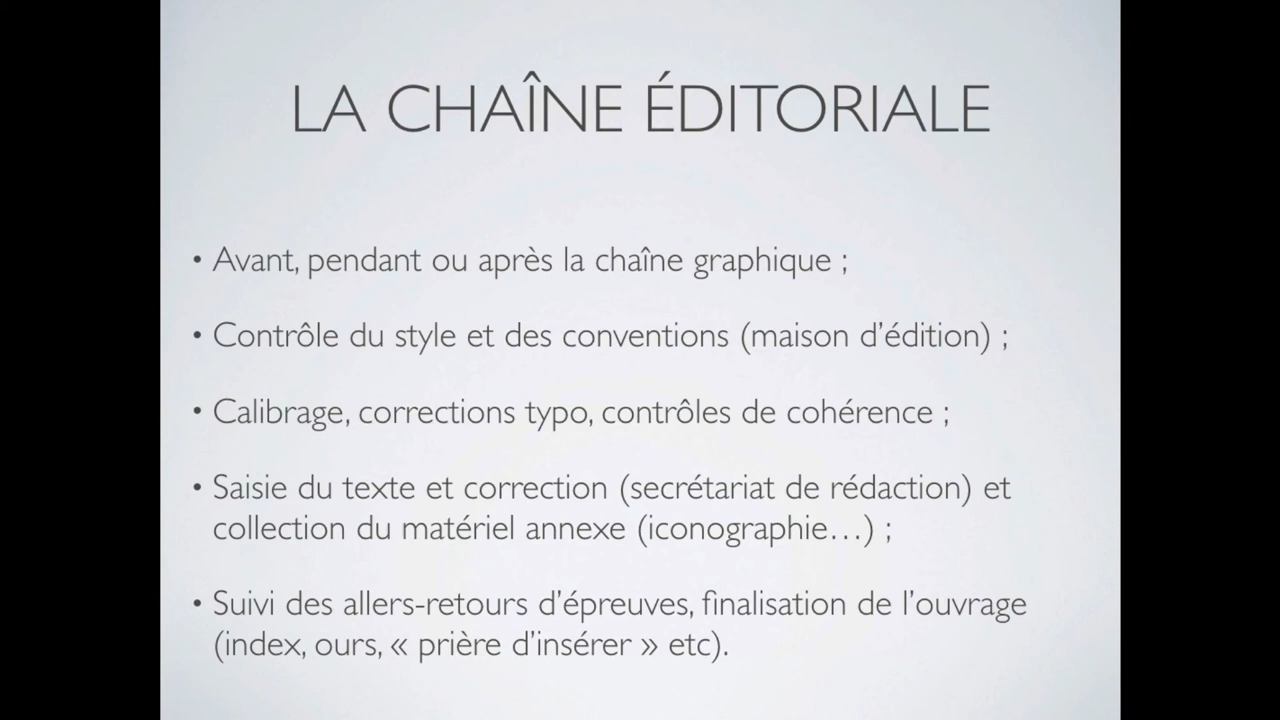 LA CHAÎNE ÉDITORIALE
• Avant, pendant ou après la chaîne graphique ;
• Contrôle du style et des conventions (maison d’édition) ;
• Calibrage, corrections typo, contrôles de cohérence ;
• Saisie du texte et correction (secrétariat de rédaction) et
collection du matériel annexe (iconographie…) ;
• Suivi des allers-retours d’épreuves, finalisation de l’ouvrage
(index, ours, « prière d’insérer » etc).